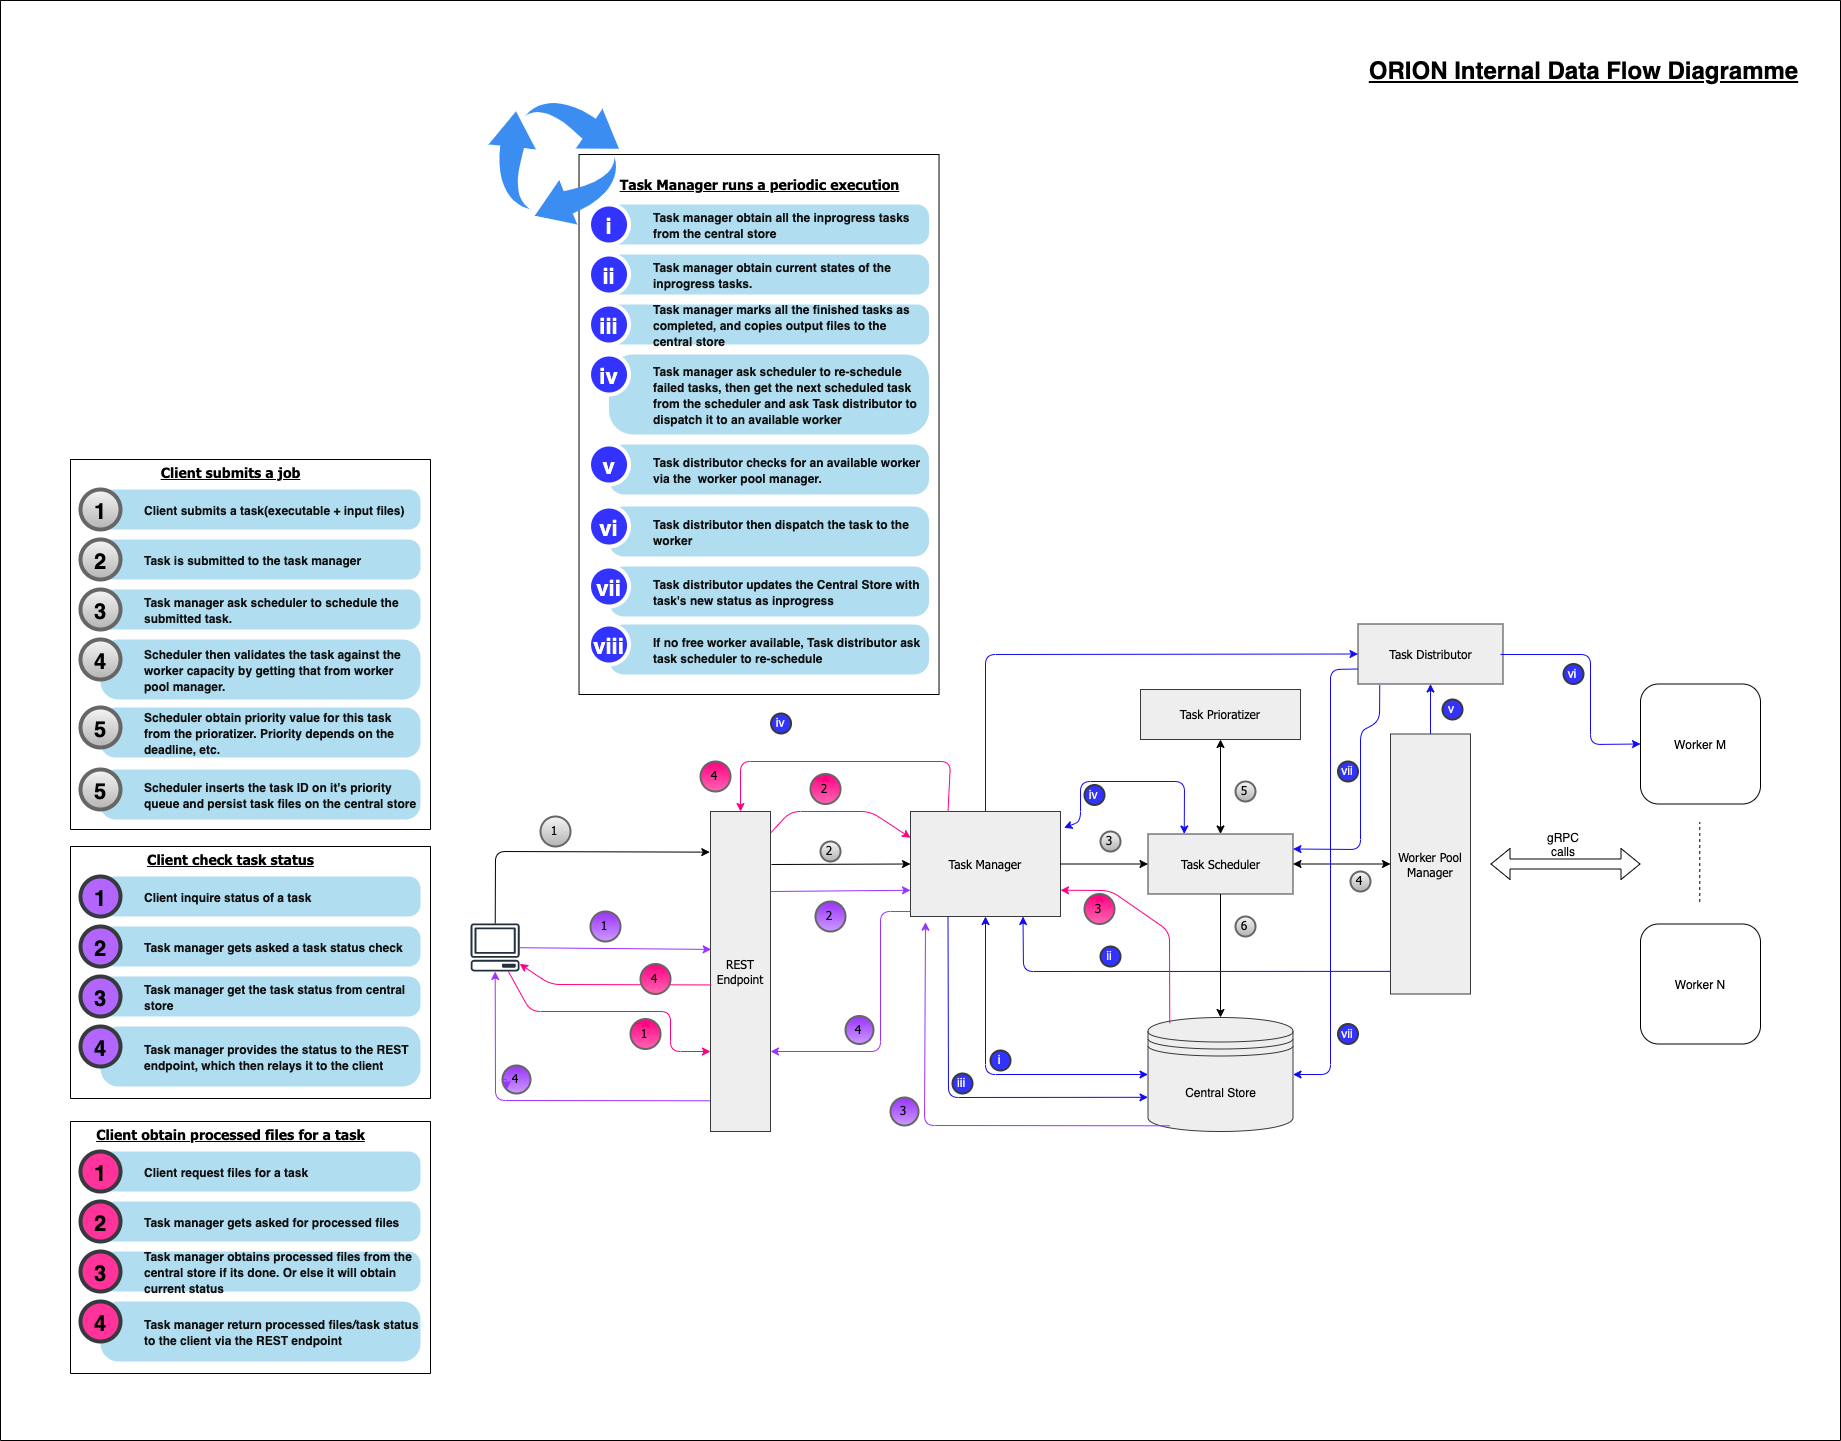 ORION Internal Data Flow Diagramme
Task Manager runs a periodic execution
i
Task manager obtain all the inprogress tasks
from the central store
ii
Task manager obtain current states of the
inprogress tasks.
iii
Task manager marks all the finished tasks as
completed, and copies output files to the
central store
iv
Task manager ask scheduler to re-schedule
failed tasks, then get the next scheduled task
from the scheduler and ask Task distributor to
dispatch it to an available worker
v
Task distributor checks for an available worker
via the  worker pool manager.
vi
Task distributor then dispatch the task to the
worker
vii
Task distributor updates the Central Store with
task's new status as inprogress
viii
If no free worker available, Task distributor ask
task scheduler to re-schedule
Client submits a job
1
Client submits a task(executable + input files)
2
Task is submitted to the task manager
3
Task manager ask scheduler to schedule the
submitted task.
4
Scheduler then validates the task against the
worker capacity by getting that from worker
pool manager.
5
Scheduler obtain priority value for this task
from the prioratizer. Priority depends on the
deadline, etc.
5
Scheduler inserts the task ID on it's priority
queue and persist task files on the central store
Client check task status
1
Client inquire status of a task
2
Task manager gets asked a task status check
3
Task manager get the task status from central
store
4
Task manager provides the status to the REST
endpoint, which then relays it to the client
Client obtain processed files for a task
1
Client request files for a task
2
Task manager gets asked for processed files
3
Task manager obtains processed files from the
central store if its done. Or else it will obtain
current status
4
Task manager return processed files/task status
to the client via the REST endpoint
iv
Task Distributor
vi
v
Task Prioratizer
Worker M
4
2
vii
iv
5
1
2
3
Task Manager
Task Scheduler
Worker Pool
Manager
gRPC
calls
4
1
2
3
6
ii
REST
Endpoint
4
Worker N
1
4
vii
i
4
iii
3
Central Store